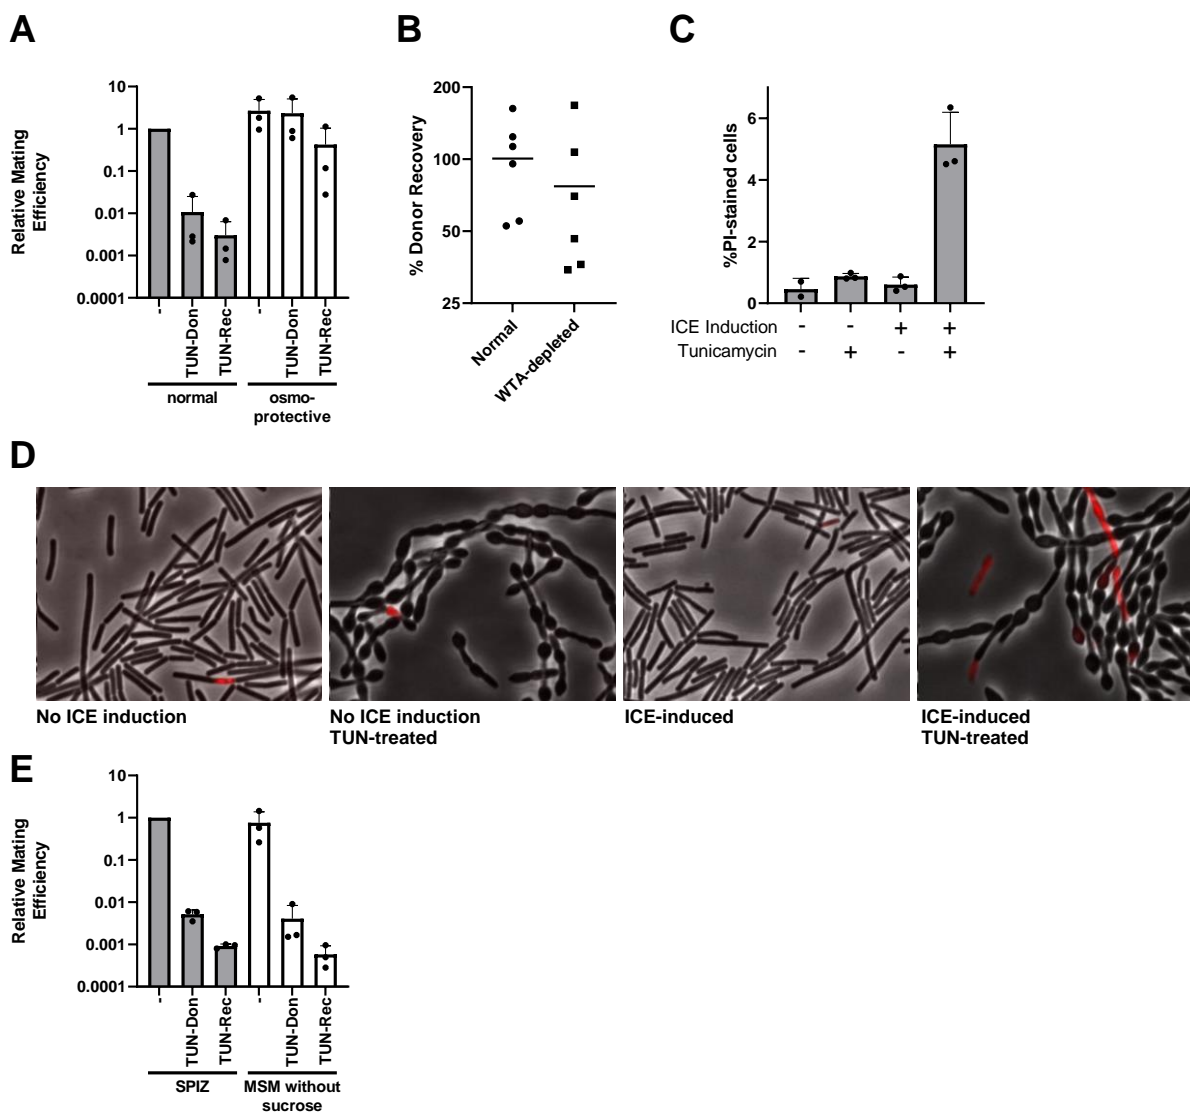 A
Relative Mating
Efficiency
10
1
0.1
0.01
0.001
0.0001
-
TUN-Don
TUN-Rec
-
TUN-Don
TUN-Rec
normal
osmo-
protective
B
% Donor Recovery
200
100
50
25
Normal
WTA-depleted
C
%PI-stained cells
6
4
2
0
ICE Induction - - + +
Tunicamycin - + - +
D
No ICE induction
No ICE induction
TUN-treated
ICE-induced
ICE-induced
TUN-treated
E
Relative Mating
Efficiency
10
1
0.1
0.01
0.001
0.0001
-
TUN-Don
TUN-Rec
-
TUN-Don
TUN-Rec
SPIZ
MSM without
sucrose